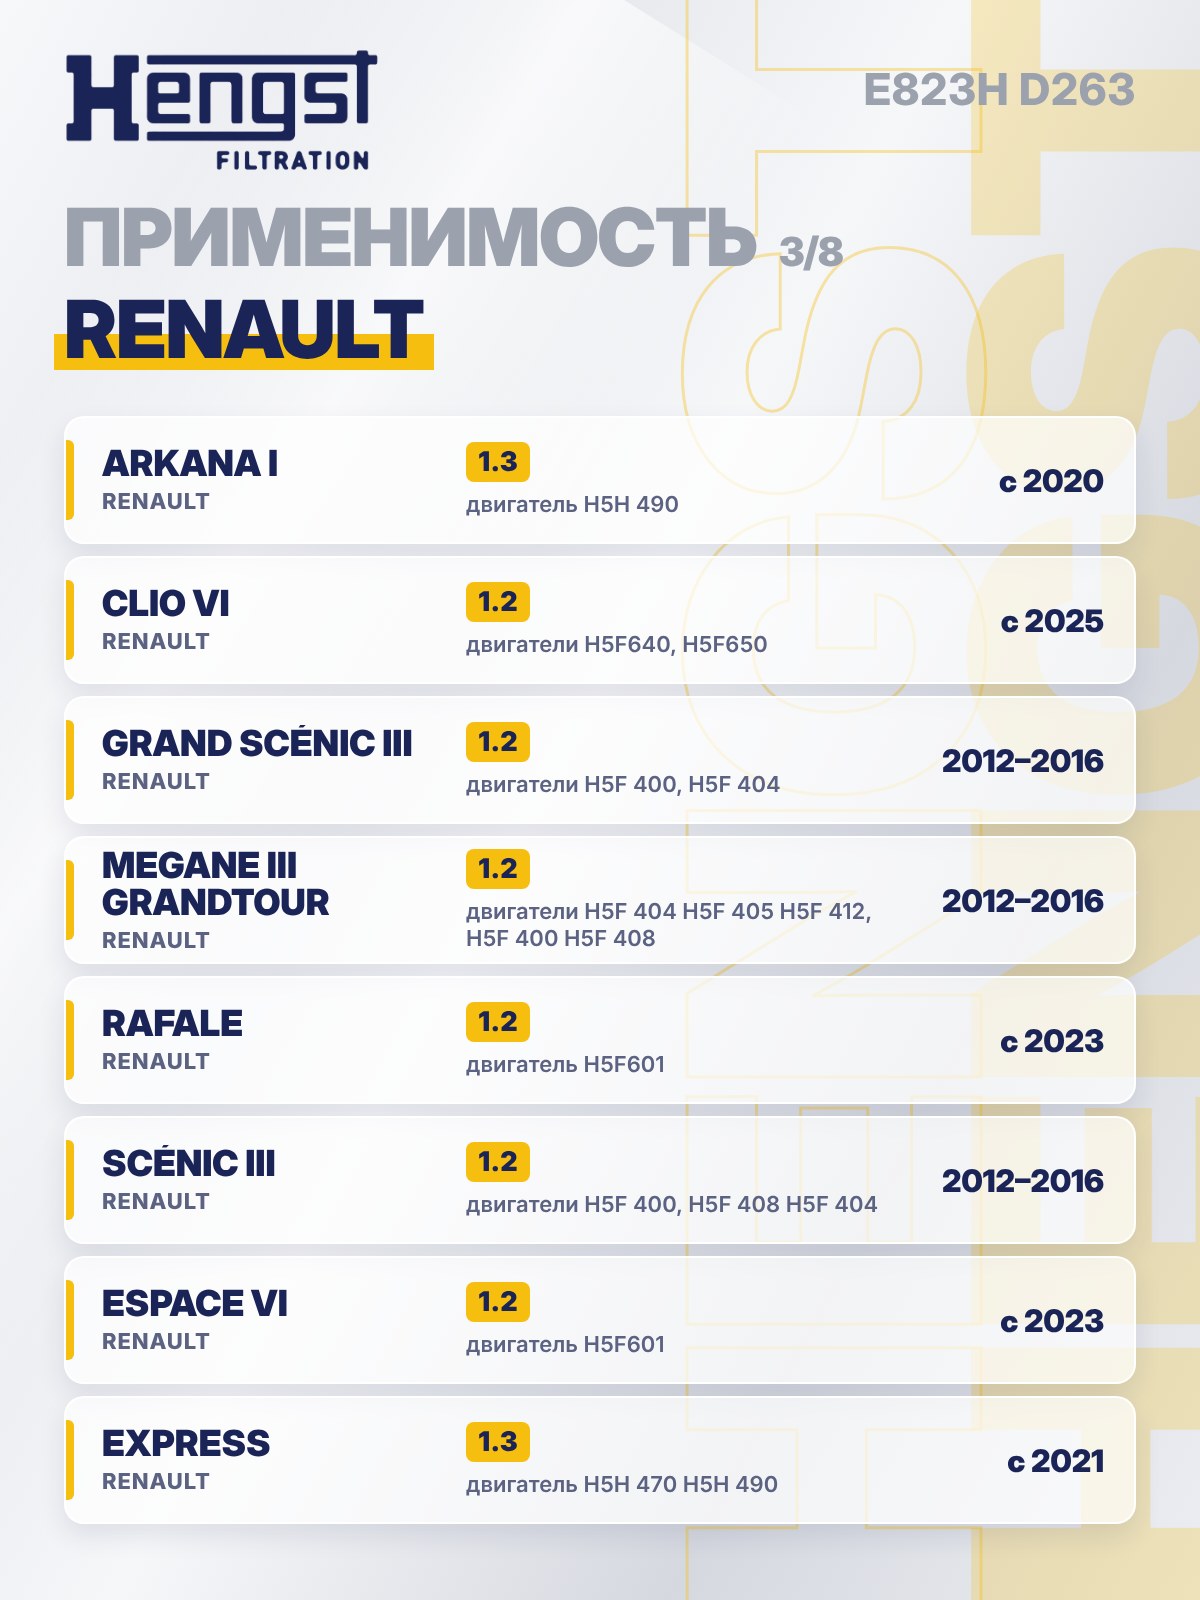 Hengst
FILTRATION
E823H D263
ПРИМЕНИМОСТЬ 3/8
RENAULT
ARKANA I
RENAULT
1.3
двигатель H5H 490
с 2020
CLIO VI
RENAULT
1.2
двигатели H5F640, H5F650
с 2025
GRAND SCÉNIC III
RENAULT
1.2
двигатели H5F 400, H5F 404
2012–2016
MEGANE III
GRANDTOUR
RENAULT
1.2
двигатели H5F 404 H5F 405 H5F 412,
H5F 400 H5F 408
2012–2016
RAFALE
RENAULT
1.2
двигатель H5F601
с 2023
SCÉNIC III
RENAULT
1.2
двигатели H5F 400, H5F 408 H5F 404
2012–2016
ESPACE VI
RENAULT
1.2
двигатель H5F601
с 2023
EXPRESS
RENAULT
1.3
двигатель H5H 470 H5H 490
с 2021
HENGST
HENGST